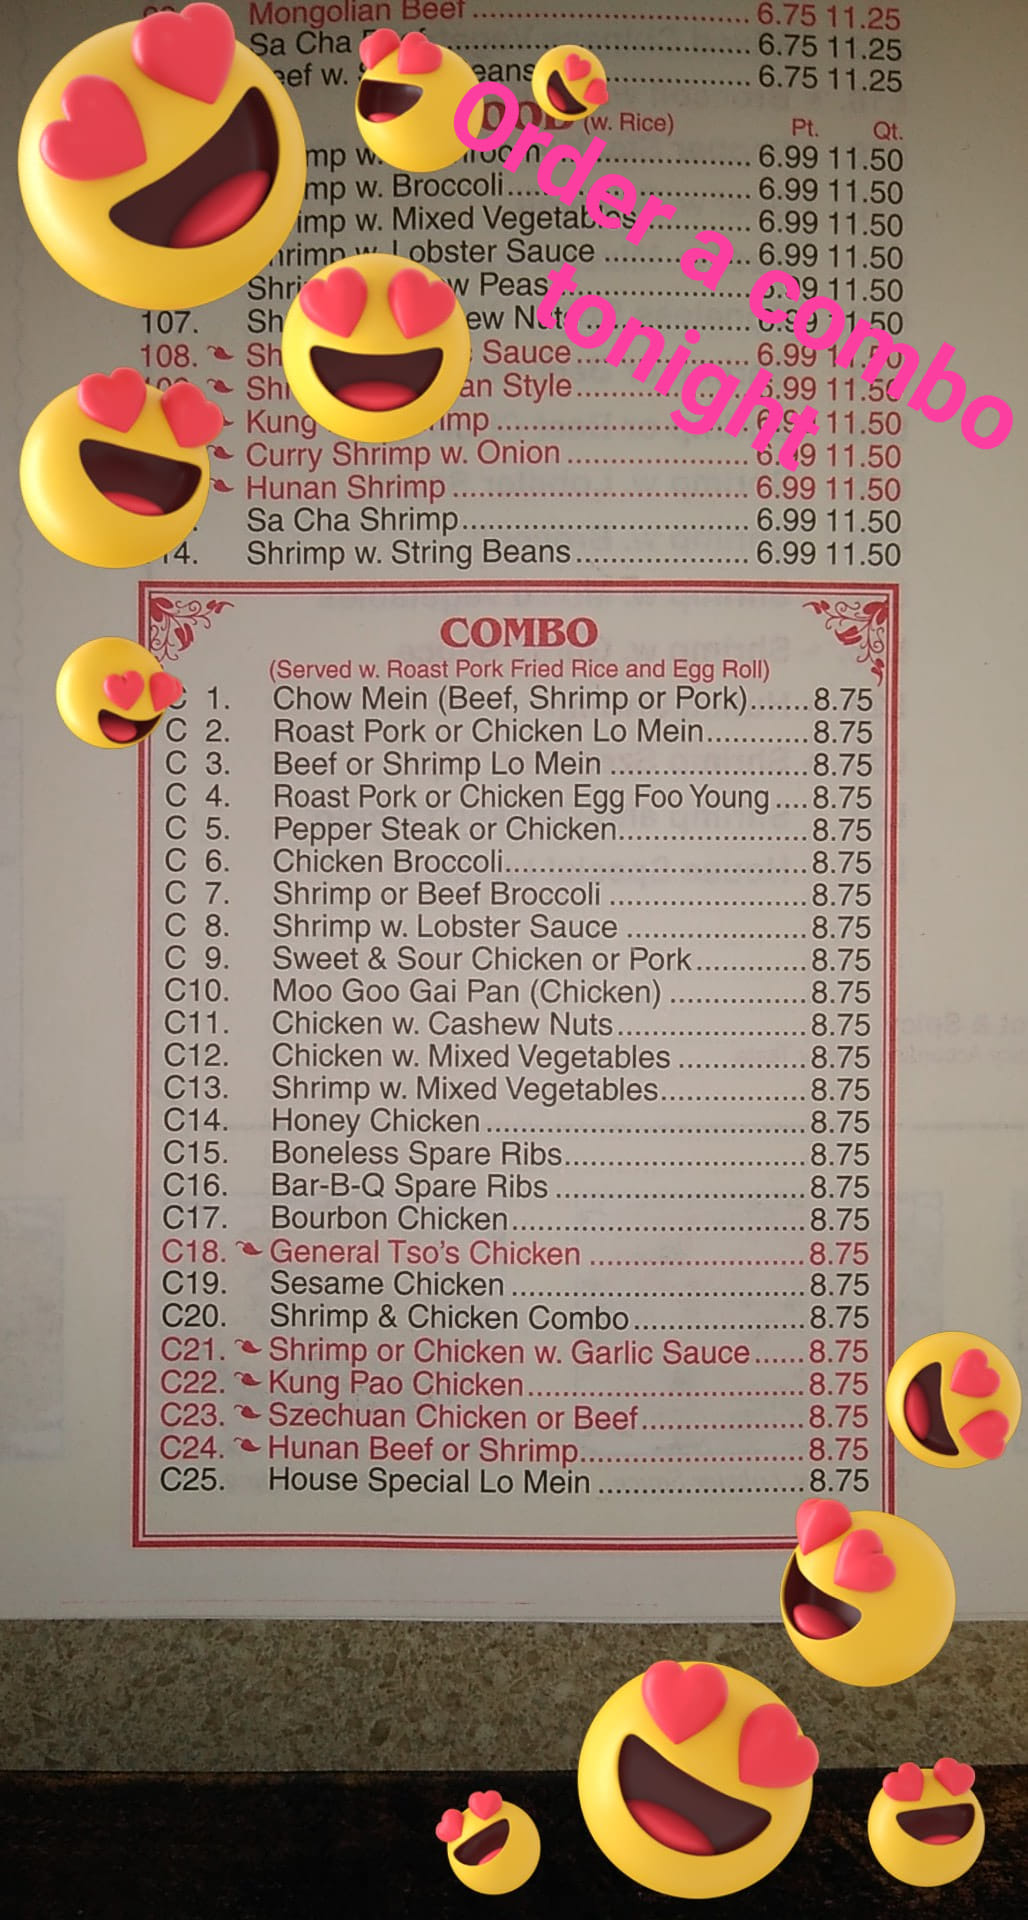 Mongolian Beef 6.75 11.25
Sa Cha 6.75 11.25
w. 6.75 11.25
(w. Rice) Pt. Qt.
w. 6.99 11.50
w. Broccoli 6.99 11.50
w. Mixed Vegetables 6.99 11.50
Lobster Sauce 6.99 11.50
Peas 11.50
107.
108. Sauce 6.99
Style
Kung 11.50
Curry Shrimp w. Onion 11.50
Hunan Shrimp 6.99 11.50
Sa Cha Shrimp 6.99 11.50
Shrimp w. String Beans 6.99 11.50
Order a combo
tonight
COMBO
(Served w. Roast Pork Fried Rice and Egg Roll)
C 1. Chow Mein (Beef, Shrimp or Pork).......8.75
C 2. Roast Pork or Chicken Lo Mein............8.75
C 3. Beef or Shrimp Lo Mein .......................8.75
C 4. Roast Pork or Chicken Egg Foo Young ....8.75
C 5. Pepper Steak or Chicken......................8.75
C 6. Chicken Broccoli...................................8.75
C 7. Shrimp or Beef Broccoli .......................8.75
C 8. Shrimp w. Lobster Sauce .....................8.75
C 9. Sweet & Sour Chicken or Pork.............8.75
C10. Moo Goo Gai Pan (Chicken) ................8.75
C11. Chicken w. Cashew Nuts......................8.75
C12. Chicken w. Mixed Vegetables ...............8.75
C13. Shrimp w. Mixed Vegetables.................8.75
C14. Honey Chicken .....................................8.75
C15. Boneless Spare Ribs............................8.75
C16. Bar-B-Q Spare Ribs .............................8.75
C17. Bourbon Chicken..................................8.75
C18. General Tso's Chicken .........................8.75
C19. Sesame Chicken ..................................8.75
C20. Shrimp & Chicken Combo....................8.75
C21. Shrimp or Chicken w. Garlic Sauce......8.75
C22. Kung Pao Chicken................................8.75
C23. Szechuan Chicken or Beef...................8.75
C24. Hunan Beef or Shrimp..........................8.75
C25. House Special Lo Mein ........................8.75